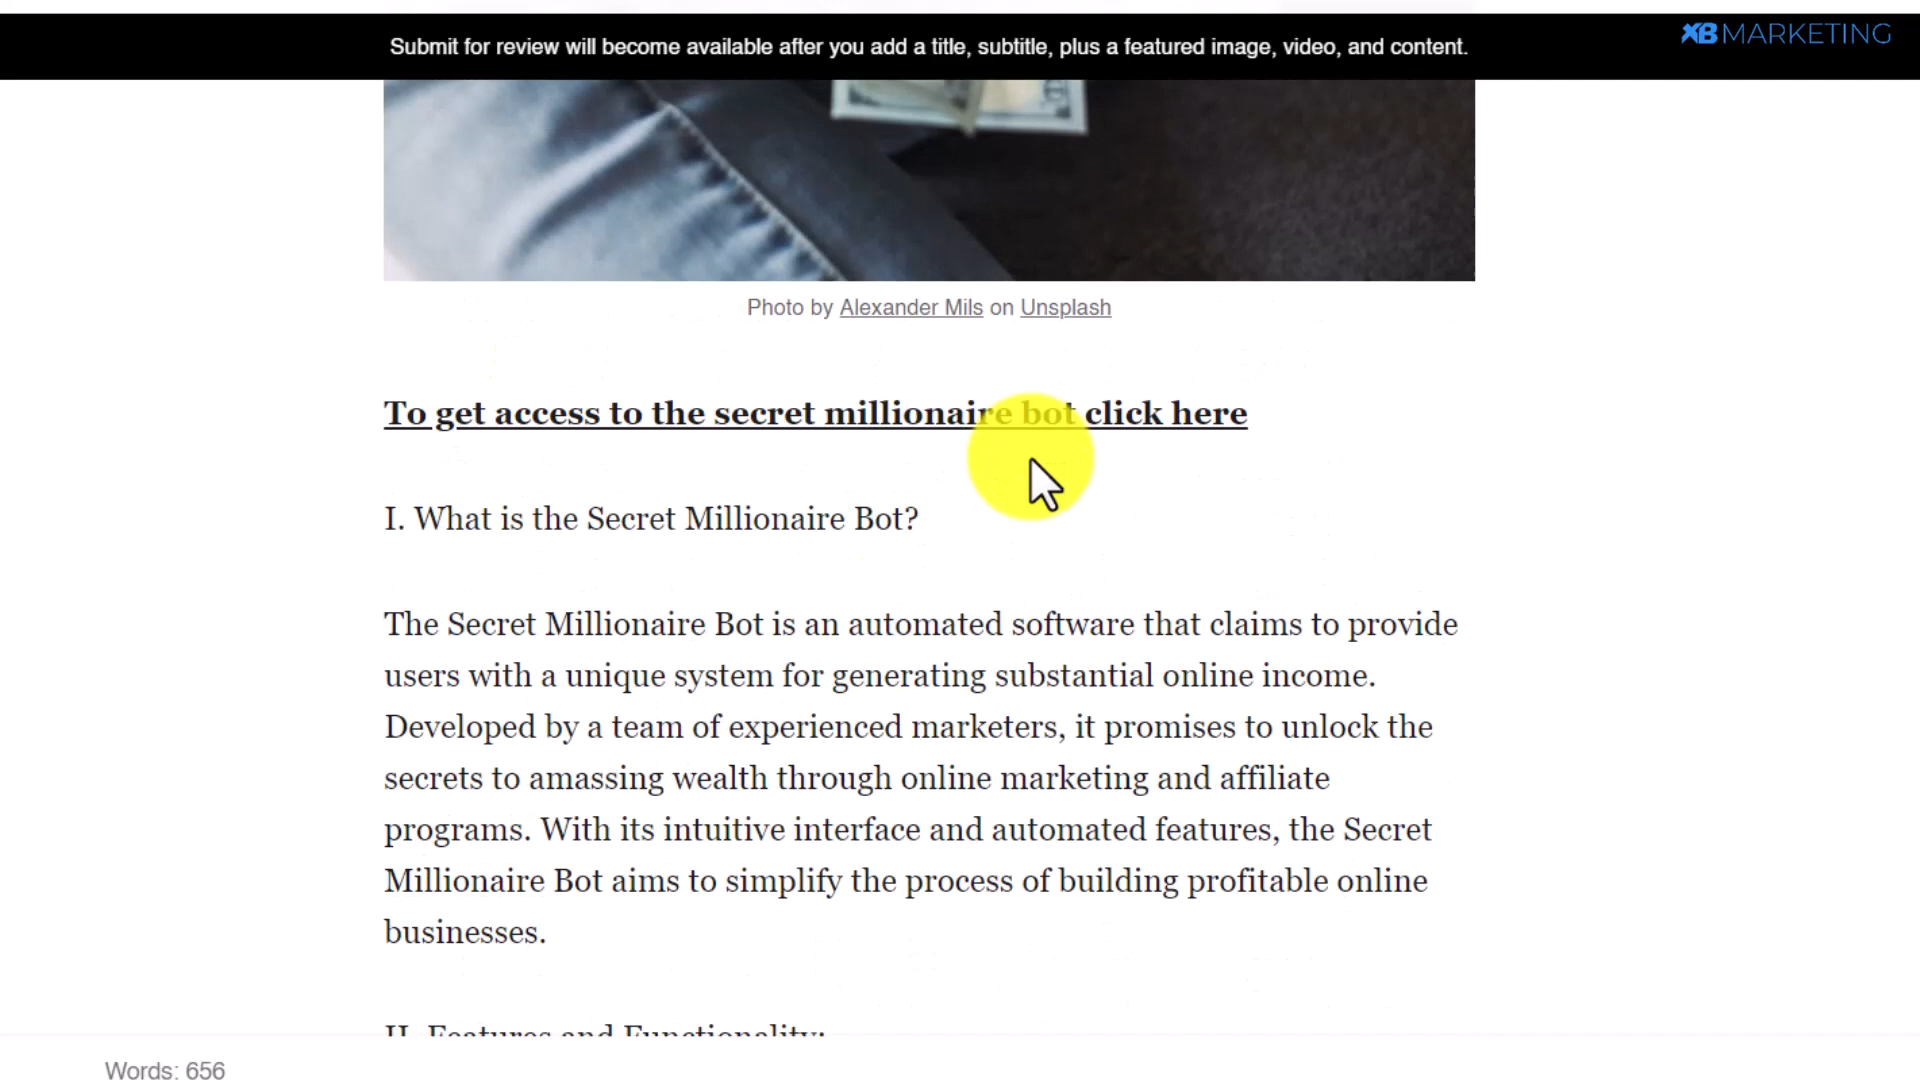 Submit for review will become available after you add a title, subtitle, plus a featured image, video, and content.
XB MARKETING
Photo by Alexander Mils on Unsplash
To get access to the secret millionaire bot click here
I. What is the Secret Millionaire Bot?
The Secret Millionaire Bot is an automated software that claims to provide
users with a unique system for generating substantial online income.
Developed by a team of experienced marketers, it promises to unlock the
secrets to amassing wealth through online marketing and affiliate
programs. With its intuitive interface and automated features, the Secret
Millionaire Bot aims to simplify the process of building profitable online
businesses.
II. Features and Functionality:
Words: 656